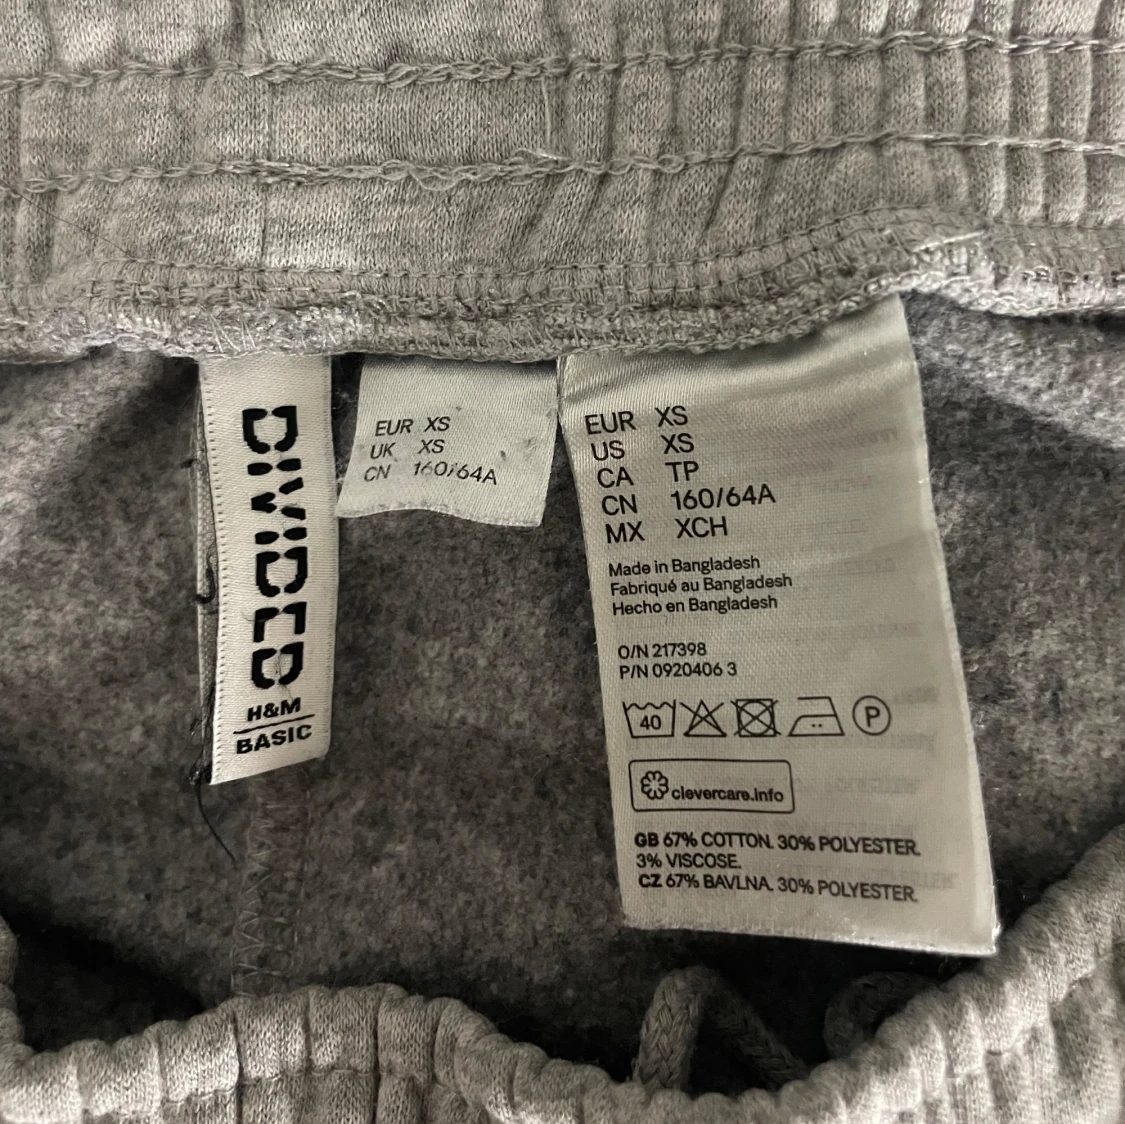 DIVIDED
H&M
BASIC
EUR XS
UK XS
CN 160/64A
EUR XS
US XS
CA TP
CN 160/64A
MX XCH
Made in Bangladesh
Fabriqué au Bangladesh
Hecho en Bangladesh
O/N 217398
P/N 0920406 3
40
P
clevercare.info
GB 67% COTTON. 30% POLYESTER.
3% VISCOSE.
CZ 67% BAVLNA. 30% POLYESTER.